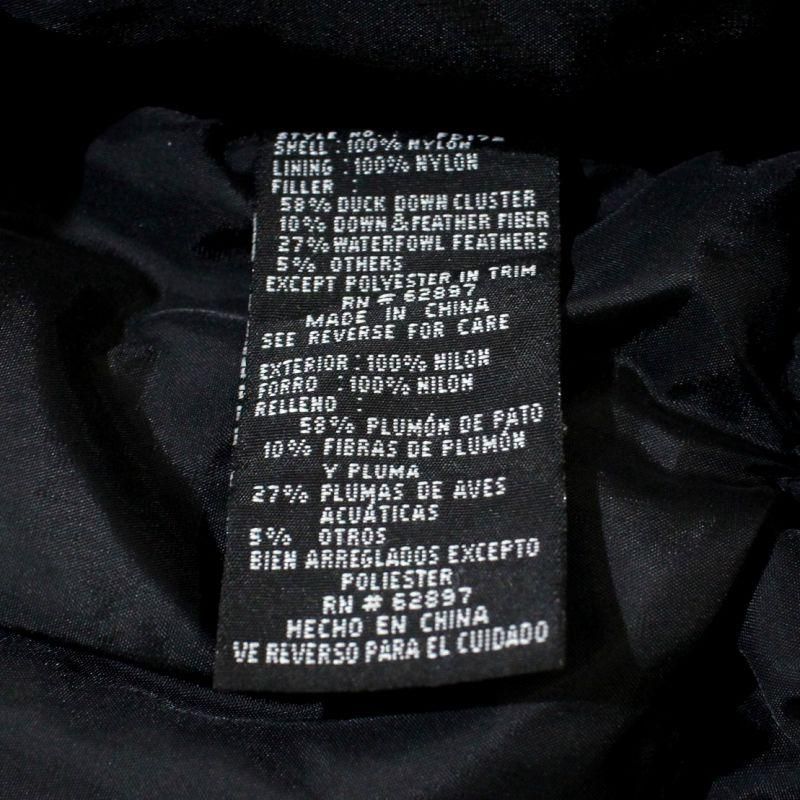 STYLE NO.
SHELL : 100% NYLON
LINING : 100% NYLON
FILLER :
58% DUCK DOWN CLUSTER
10% DOWN & FEATHER FIBER
27% WATERFOWL FEATHERS
5% OTHERS
EXCEPT POLYESTER IN TRIM
RN # 62897
MADE IN CHINA
SEE REVERSE FOR CARE
EXTERIOR : 100% NILON
FORRO : 100% NILON
RELLENO :
58% PLUMÓN DE PATO
10% FIBRAS DE PLUMÓN
Y PLUMA
27% PLUMAS DE AVES
ACUÁTICAS
5% OTROS
BIEN ARREGLADOS EXCEPTO
POLIESTER
RN # 62897
HECHO EN CHINA
VE REVERSO PARA EL CUIDADO